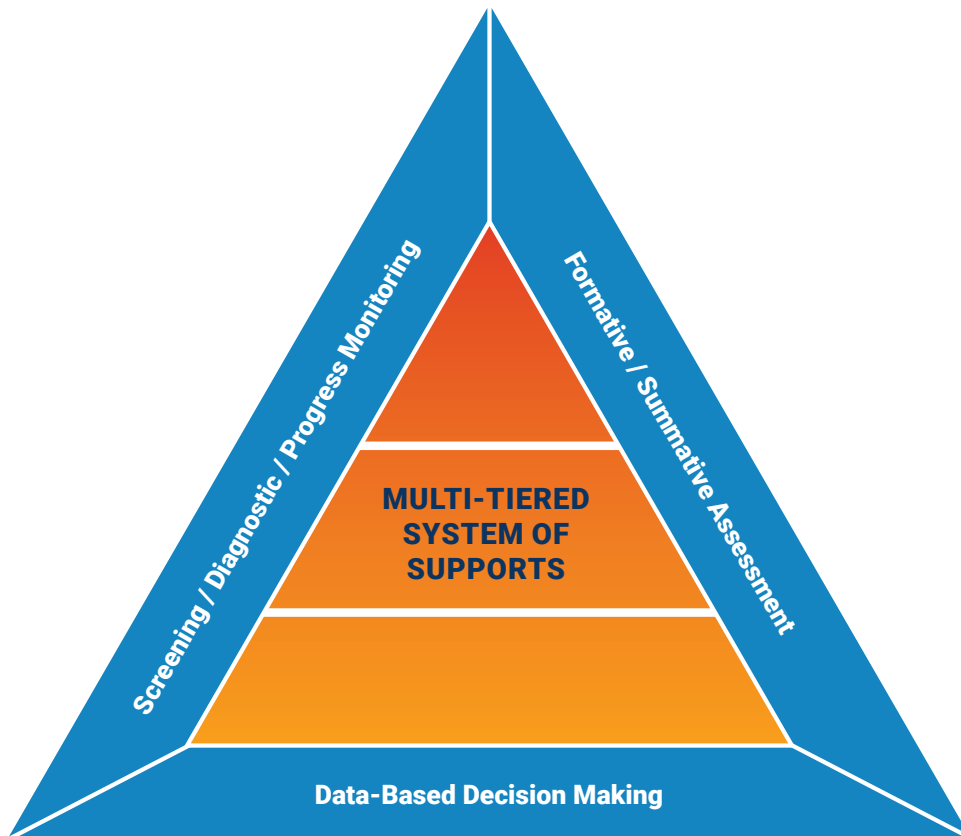 Screening / Diagnostic / Progress Monitoring
Formative / Summative Assessment
MULTI-TIERED
SYSTEM OF
SUPPORTS
Data-Based Decision Making